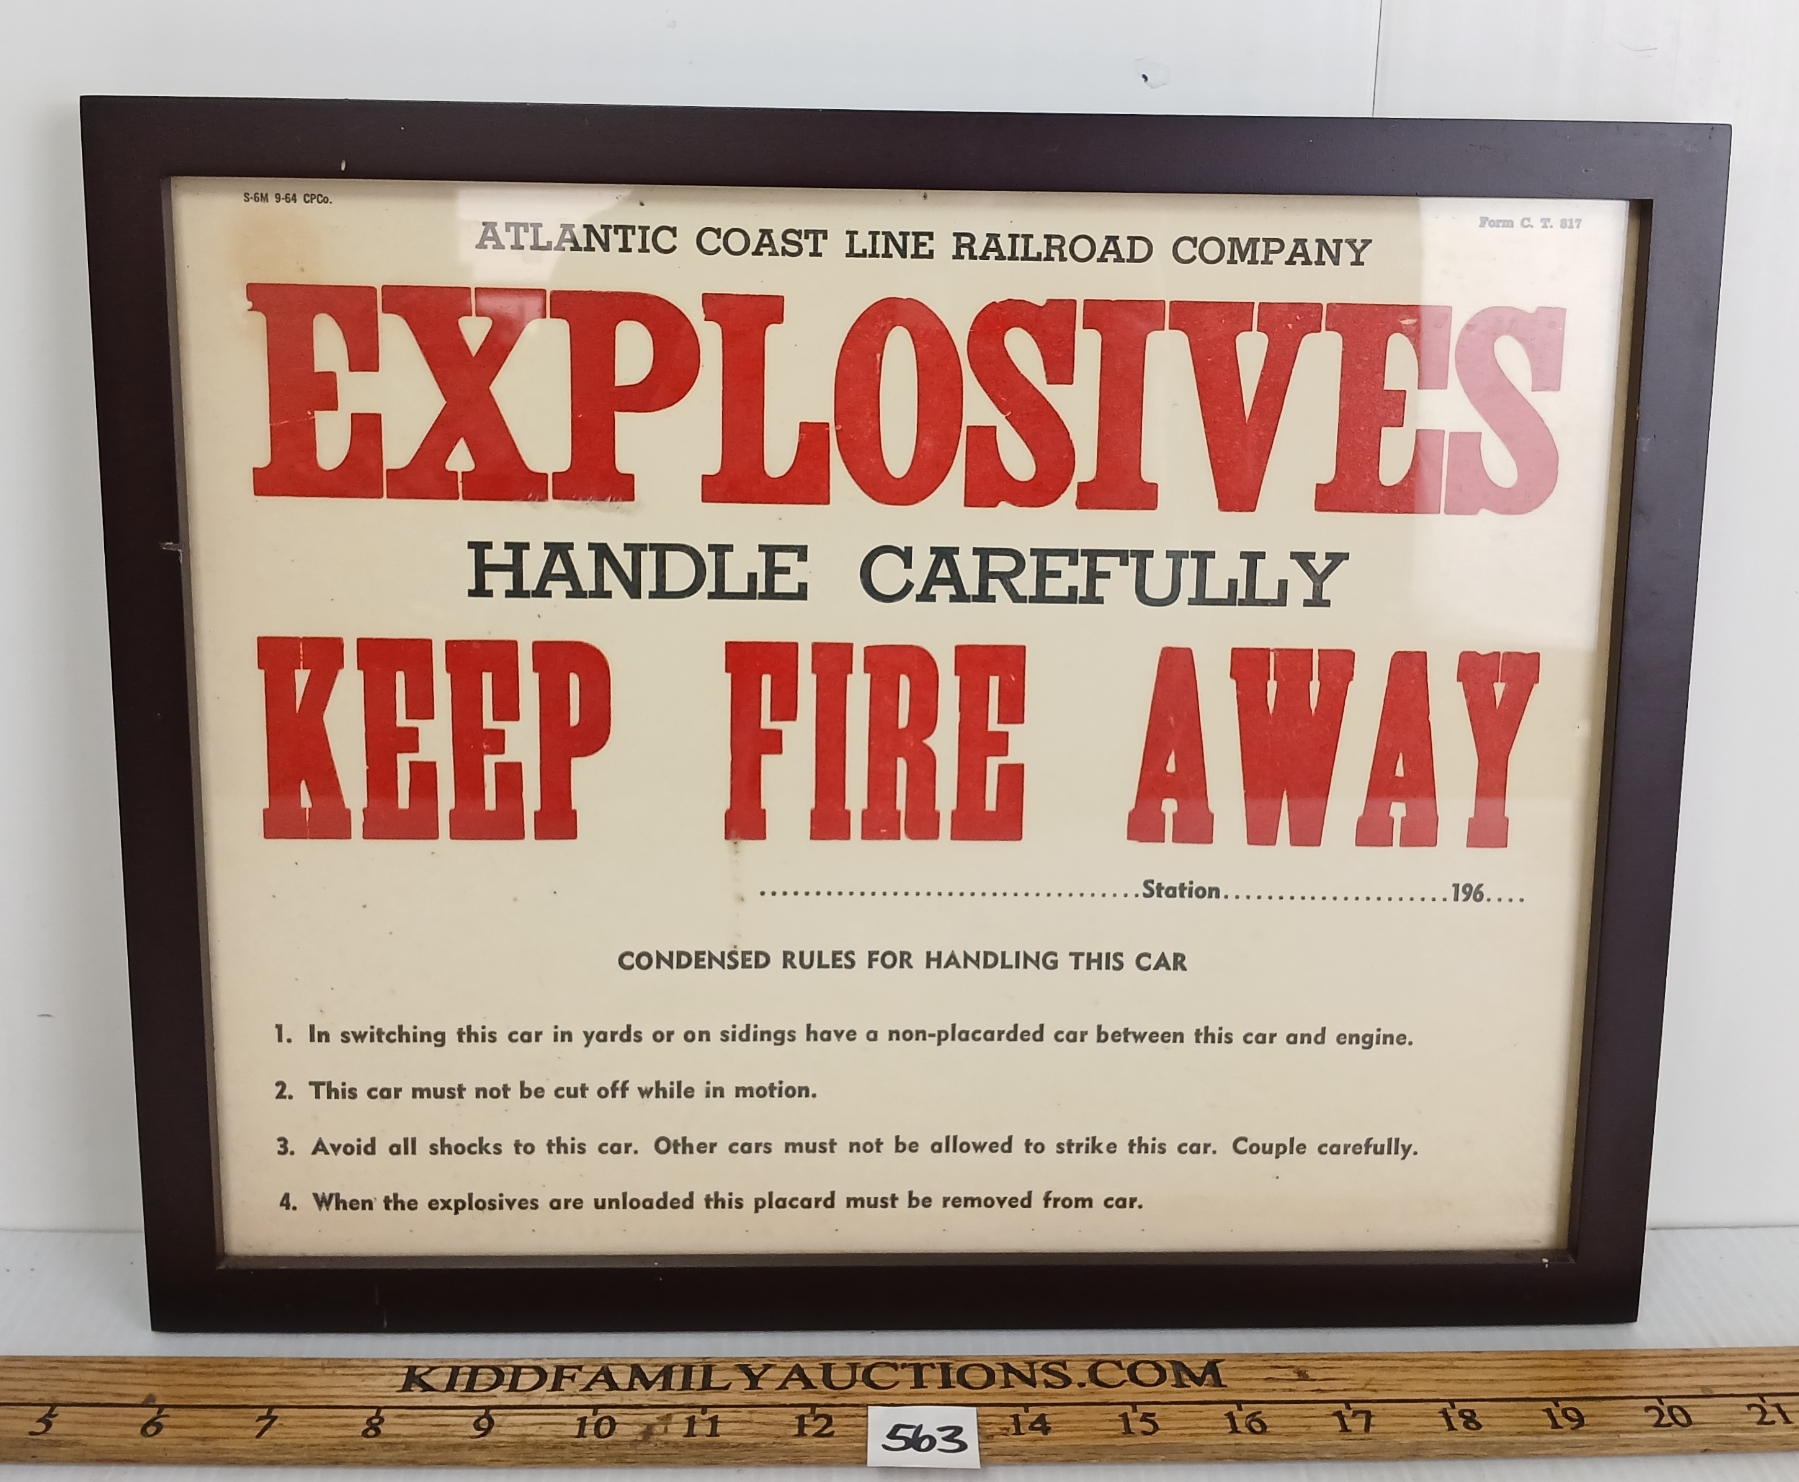 S-6M 9-64 CPCo.
Form C. T. 817
ATLANTIC COAST LINE RAILROAD COMPANY
EXPLOSIVES
HANDLE CAREFULLY
KEEP FIRE AWAY
...................................Station.....................196....
CONDENSED RULES FOR HANDLING THIS CAR
1. In switching this car in yards or on sidings have a non-placarded car between this car and engine.
2. This car must not be cut off while in motion.
3. Avoid all shocks to this car. Other cars must not be allowed to strike this car. Couple carefully.
4. When the explosives are unloaded this placard must be removed from car.
KIDDFAMILYAUCTIONS.COM
5 6 7 8 9 10 11 12 14 15 16 17 18 19 20 21
563